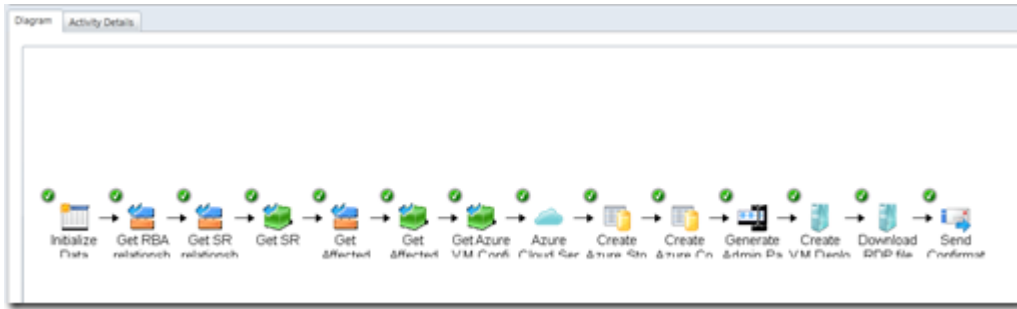 Diagram
Activity Details
Initialize
Data
Get RBA
relationsh
Get SR
relationsh
Get SR
Get
Affected
Get
Affected
Get Azure
VM Confi
Azure
Cloud Ser
Create
Azure Sto
Create
Azure Co
Generate
Admin Pa
Create
VM Deplo
Download
RDP file
Send
Confirmat